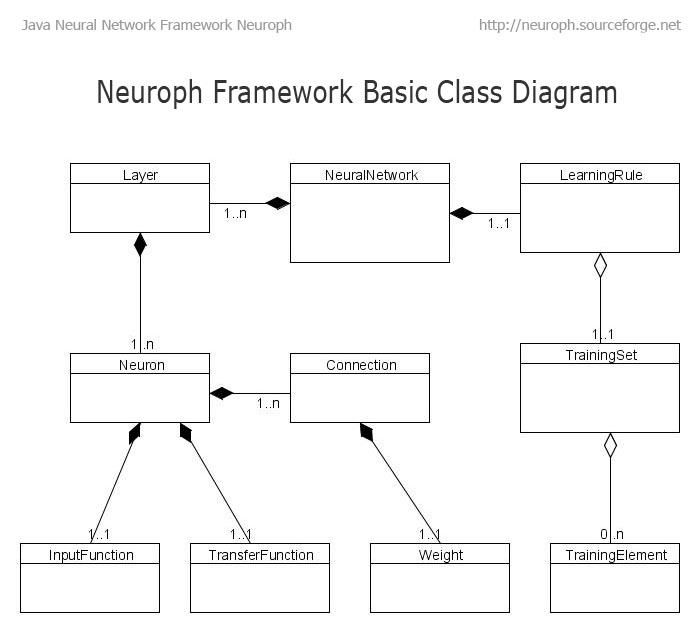 Java Neural Network Framework Neuroph
http://neuroph.sourceforge.net
Neuroph Framework Basic Class Diagram
Layer
NeuralNetwork
LearningRule
1..n
1..1
1..n
1..1
Neuron
Connection
TrainingSet
1..n
1..1
1..1
1..1
0..n
InputFunction
TransferFunction
Weight
TrainingElement